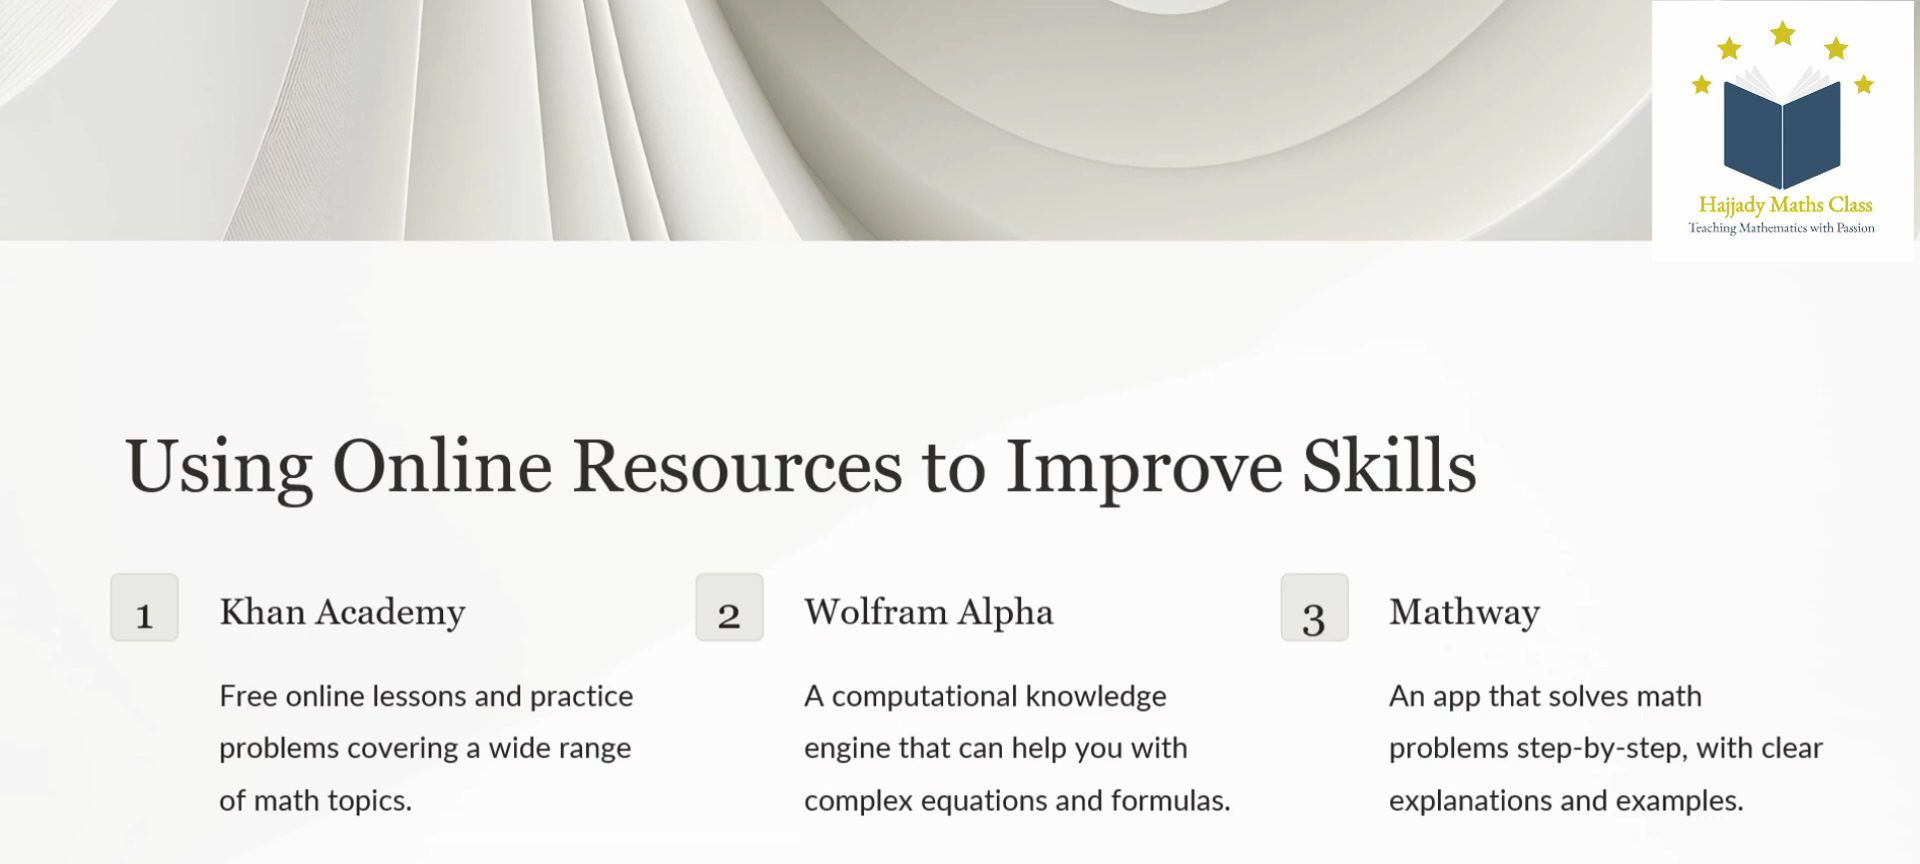 Hajjady Maths Class
Teaching Mathematics with Passion
Using Online Resources to Improve Skills
1
Khan Academy
Free online lessons and practice
problems covering a wide range
of math topics.
2
Wolfram Alpha
A computational knowledge
engine that can help you with
complex equations and formulas.
3
Mathway
An app that solves math
problems step-by-step, with clear
explanations and examples.